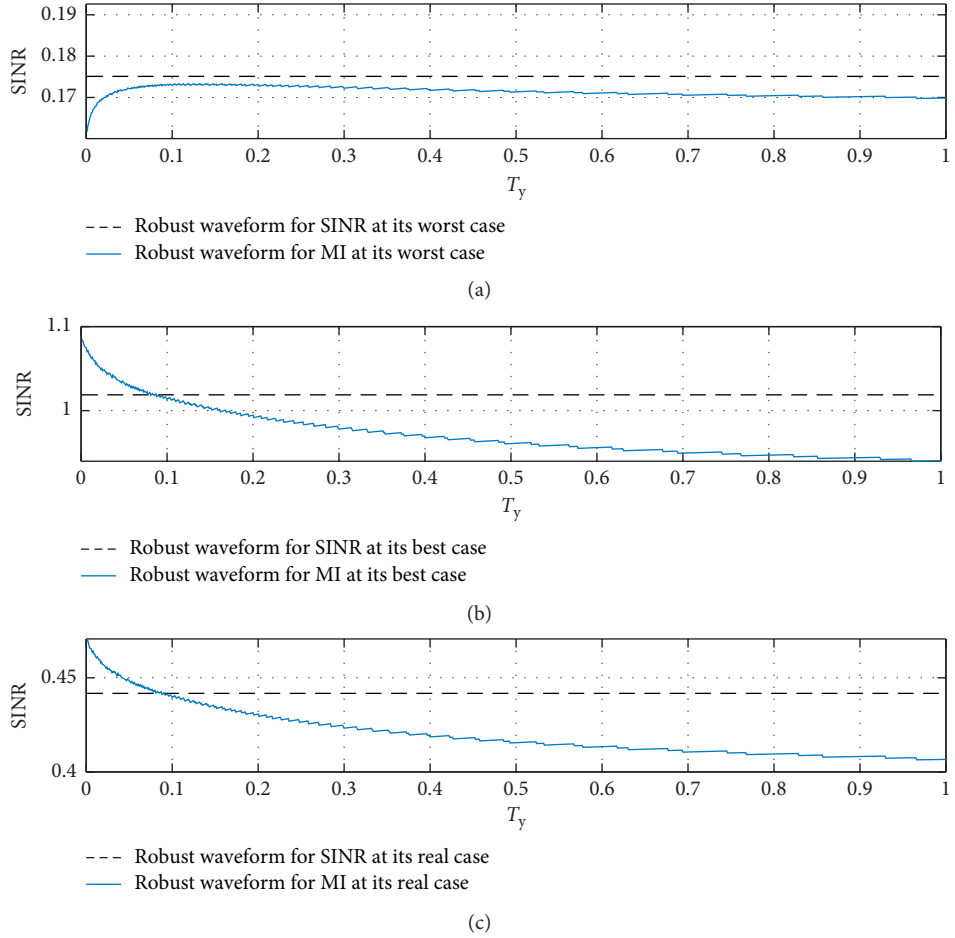 0.19
0.18
0.17
SINR
0 0.1 0.2 0.3 0.4 0.5 0.6 0.7 0.8 0.9 1
Ty
Robust waveform for SINR at its worst case
Robust waveform for MI at its worst case
(a)
1.1
1
SINR
0 0.1 0.2 0.3 0.4 0.5 0.6 0.7 0.8 0.9 1
Ty
Robust waveform for SINR at its best case
Robust waveform for MI at its best case
(b)
0.45
0.4
SINR
0 0.1 0.2 0.3 0.4 0.5 0.6 0.7 0.8 0.9 1
Ty
Robust waveform for SINR at its real case
Robust waveform for MI at its real case
(c)